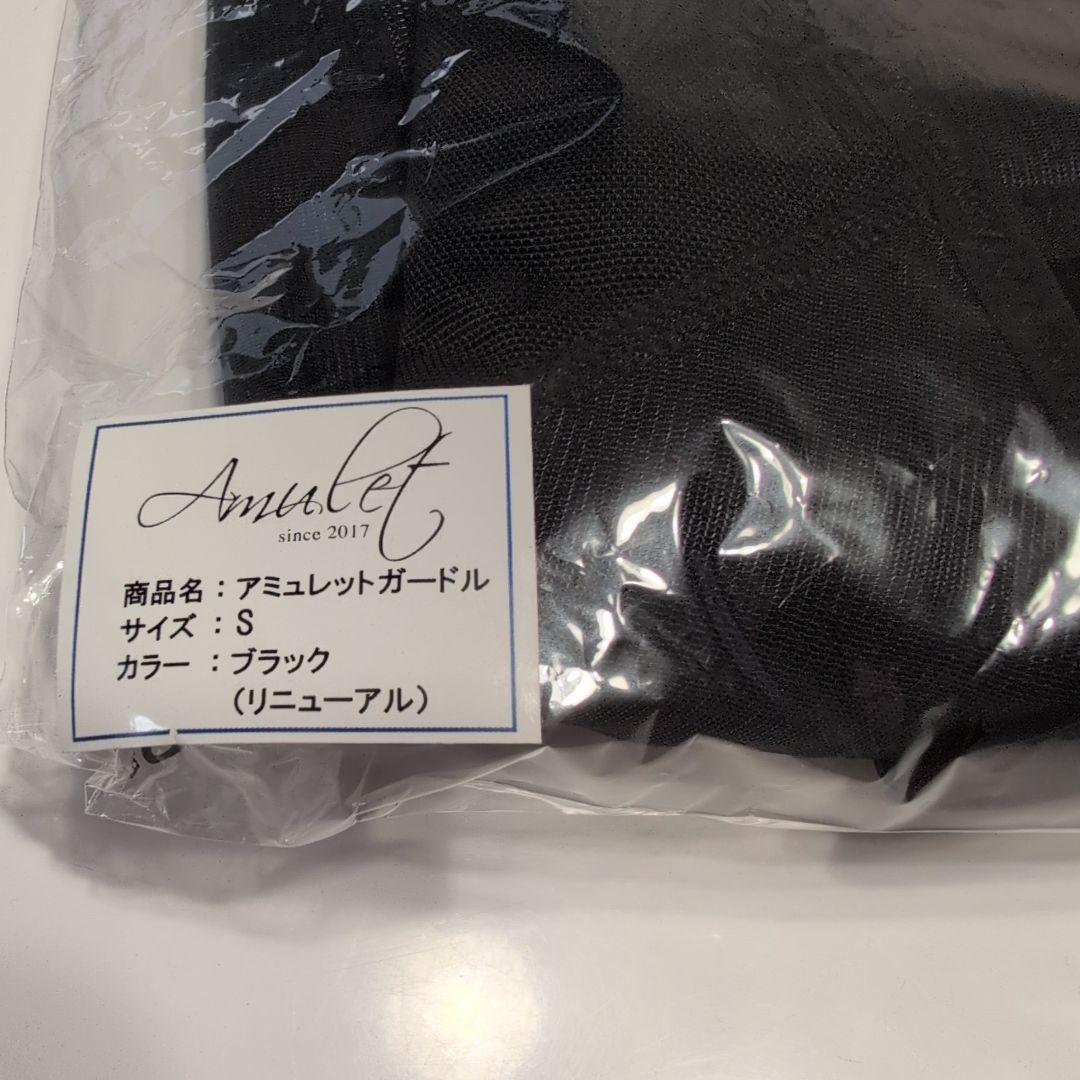 Amulet
since 2017
商品名：アミュレットガードル
サイズ：S
カラー：ブラック
（リニューアル）